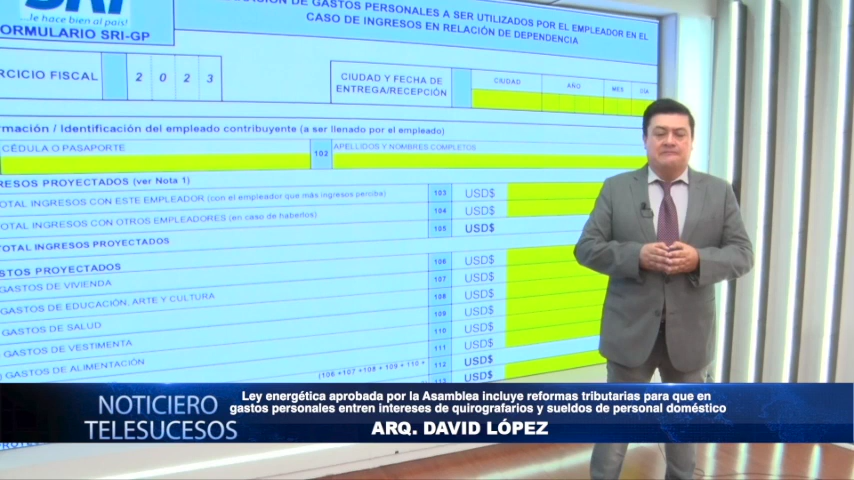 SRI
...le hace bien al país!
FORMULARIO SRI-GP
DE GASTOS PERSONALES A SER UTILIZADOS POR EL EMPLEADOR EN EL
CASO DE INGRESOS EN RELACIÓN DE DEPENDENCIA
RCICIO FISCAL 2 0 2 3
CIUDAD Y FECHA DE
ENTREGA/RECEPCIÓN
CIUDAD AÑO MES DÍA
rmación / Identificación del empleado contribuyente (a ser llenado por el empleado)
CÉDULA O PASAPORTE 102 APELLIDOS Y NOMBRES COMPLETOS
RESOS PROYECTADOS (ver Nota 1)
TOTAL INGRESOS CON ESTE EMPLEADOR (con el empleador que más ingresos perciba) 103 USD$
TOTAL INGRESOS CON OTROS EMPLEADORES (en caso de haberlos) 104 USD$
TOTAL INGRESOS PROYECTADOS 105 USD$
STOS PROYECTADOS
GASTOS DE VIVIENDA 106 USD$
GASTOS DE EDUCACIÓN, ARTE Y CULTURA 107 USD$
GASTOS DE SALUD 108 USD$
GASTOS DE VESTIMENTA 109 USD$
GASTOS DE ALIMENTACIÓN 110 USD$
111 USD$
(106 +107 +108 + 109 + 110 + 112 USD$
113 USD$
NOTICIERO
TELESUCESOS
Ley energética aprobada por la Asamblea incluye reformas tributarias para que en
gastos personales entren intereses de quirografarios y sueldos de personal doméstico
ARQ. DAVID LÓPEZ